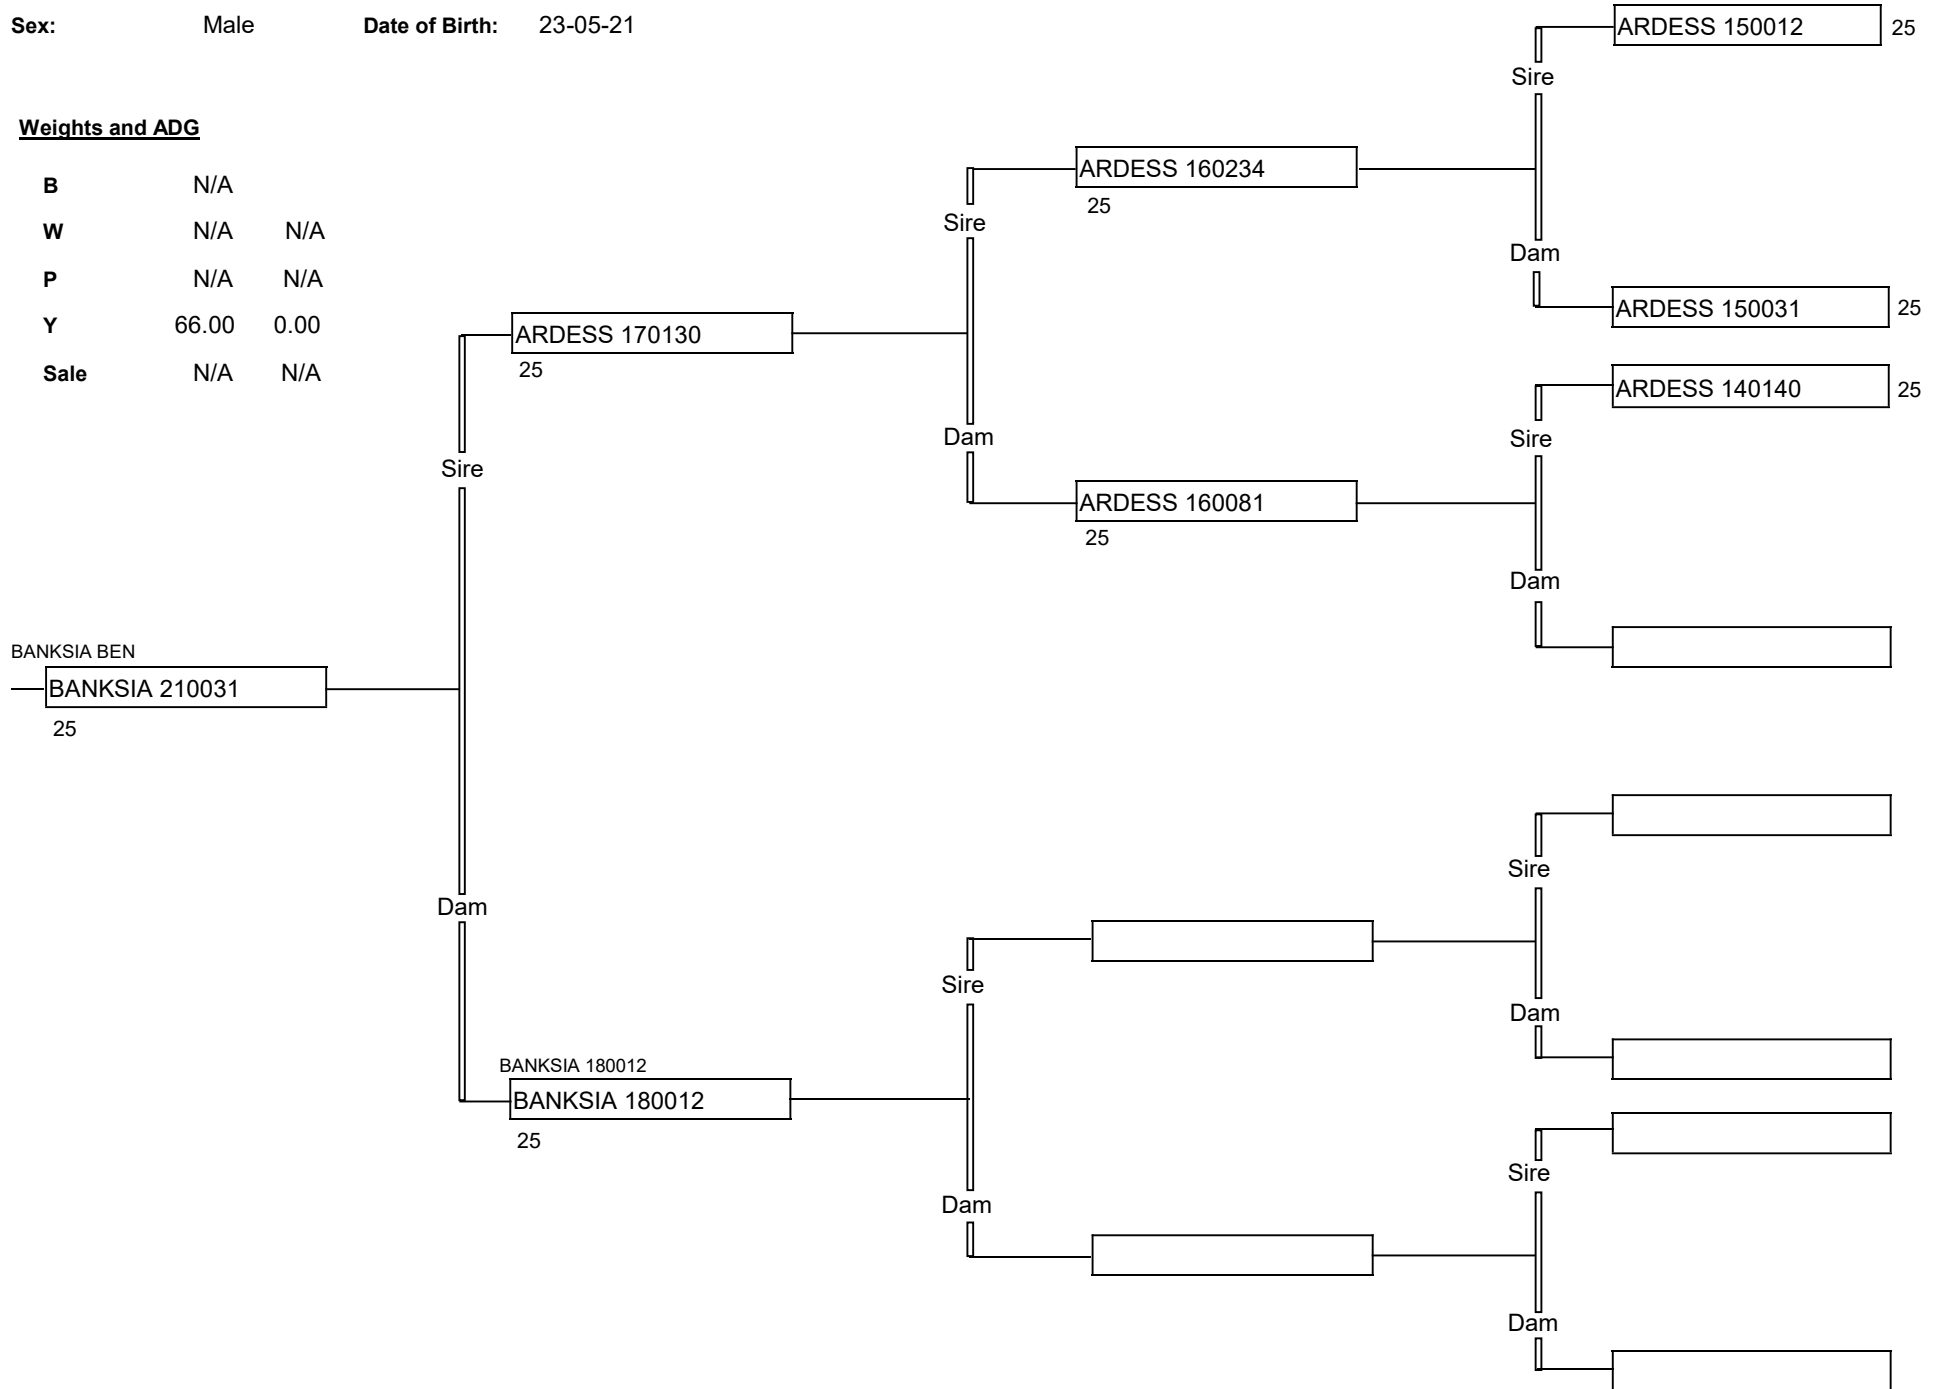 Sex: Male Date of Birth: 23-05-21
ARDESS 150012 25
Sire
Weights and ADG
ARDESS 160234
25
B N/A
W N/A N/A
P N/A N/A
Y 66.00 0.00
Sale N/A N/A
Sire
Dam
ARDESS 150031 25
ARDESS 170130
25
ARDESS 140140 25
Dam
Sire
Sire
ARDESS 160081
25
Dam
BANKSIA BEN
BANKSIA 210031
25
Sire
Dam
Sire
Dam
BANKSIA 180012
BANKSIA 180012
25
Sire
Dam
Dam